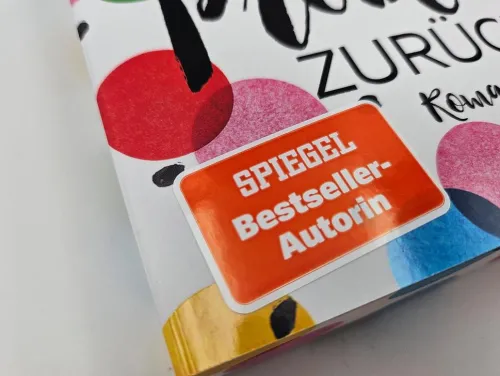 ZURÜC
Roma
SPIEGEL
Bestseller-
Autorin